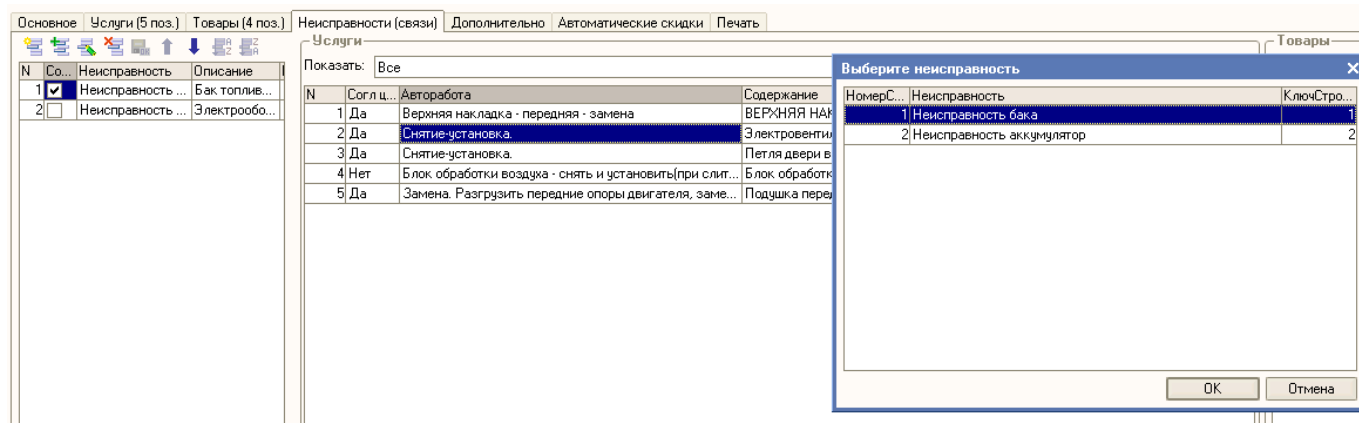 Основное Услуги (5 поз.) Товары (4 поз.) Неисправности (связи) Дополнительно Автоматические скидки Печать
Услуги
Товары
Показать: Все
Выберите неисправность
N Со... Неисправность Описание
1 Неисправность ... Бак топлив...
2 Неисправность ... Электрообо...
N Согл ц... Авторабота Содержание
1 Да Верхняя накладка - передняя - замена ВЕРХНЯЯ НАК
2 Да Снятие-установка. Электровентил
3 Да Снятие-установка. Петля двери в
4 Нет Блок обработки воздуха - снять и установить(при слит... Блок обработк
5 Да Замена. Разгрузить передние опоры двигателя, заме... Подушка перед
НомерС... Неисправность КлючСтро...
1 Неисправность бака 1
2 Неисправность аккумулятор 2
OK Отмена